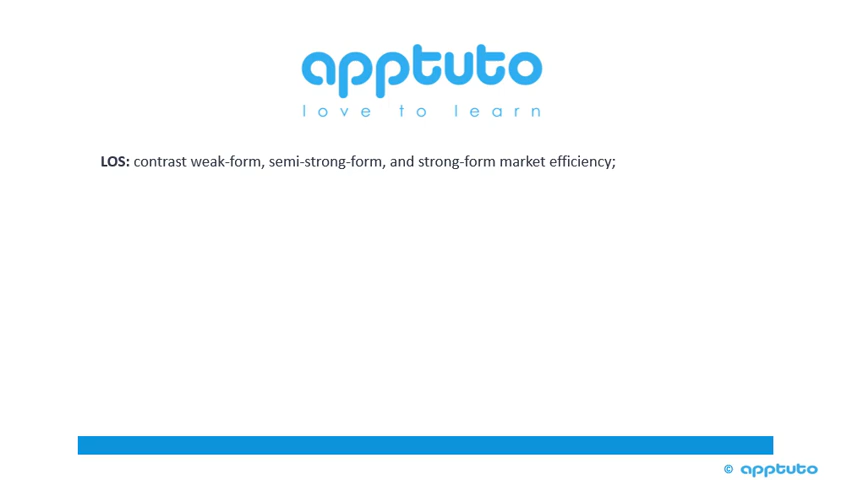 apptuto
love to learn
LOS: contrast weak-form, semi-strong-form, and strong-form market efficiency;
© apptuto